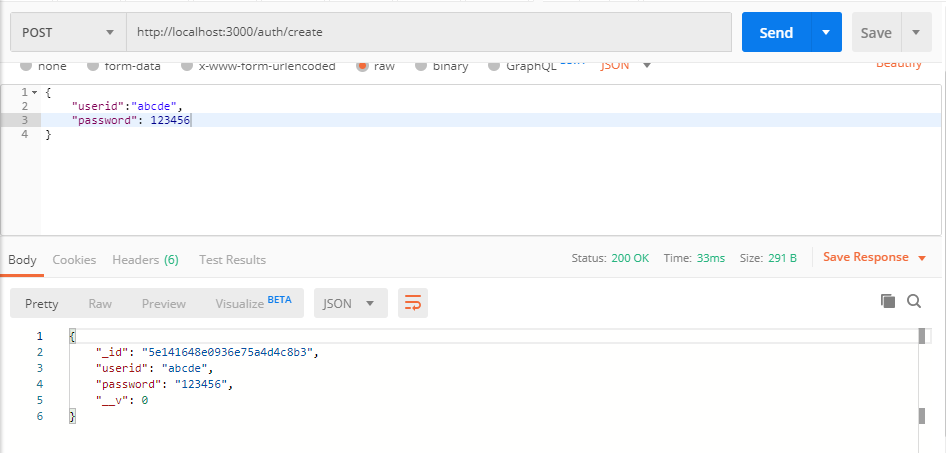 POST http://localhost:3000/auth/create Send Save
none form-data x-www-form-urlencoded raw binary GraphQL JSON Beautify
1 {
2 "userid":"abcde",
3 "password": 123456
4 }
Body Cookies Headers (6) Test Results Status: 200 OK Time: 33ms Size: 291 B Save Response
Pretty Raw Preview Visualize BETA JSON
1 {
2 "_id": "5e141648e0936e75a4d4c8b3",
3 "userid": "abcde",
4 "password": "123456",
5 "__v": 0
6 }